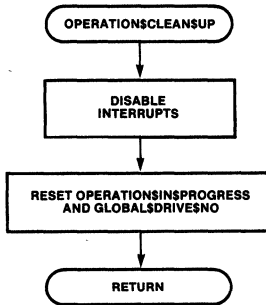 OPERATION$CLEAN$UP
DISABLE
INTERRUPTS
RESET OPERATION$IN$PROGRESS
AND GLOBAL$DRIVE$NO
RETURN